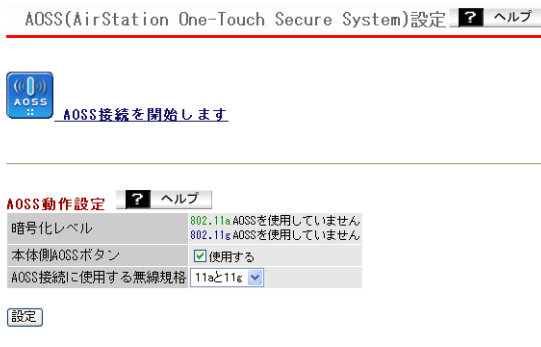 AOSS(AirStation One-Touch Secure System)設定 ? ヘルプ
AOSS
AOSS接続を開始します
AOSS動作設定 ? ヘルプ
暗号化レベル 802.11a AOSSを使用していません
802.11g AOSSを使用していません
本体側AOSSボタン 使用する
AOSS接続に使用する無線規格 11aと11g
設定